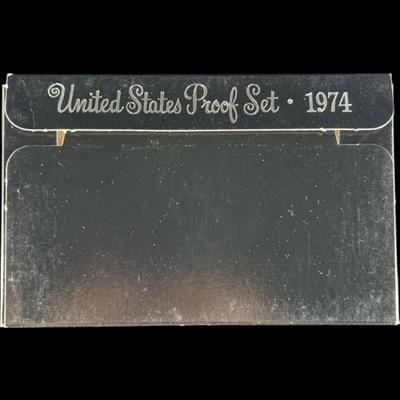 United States Proof Set · 1974